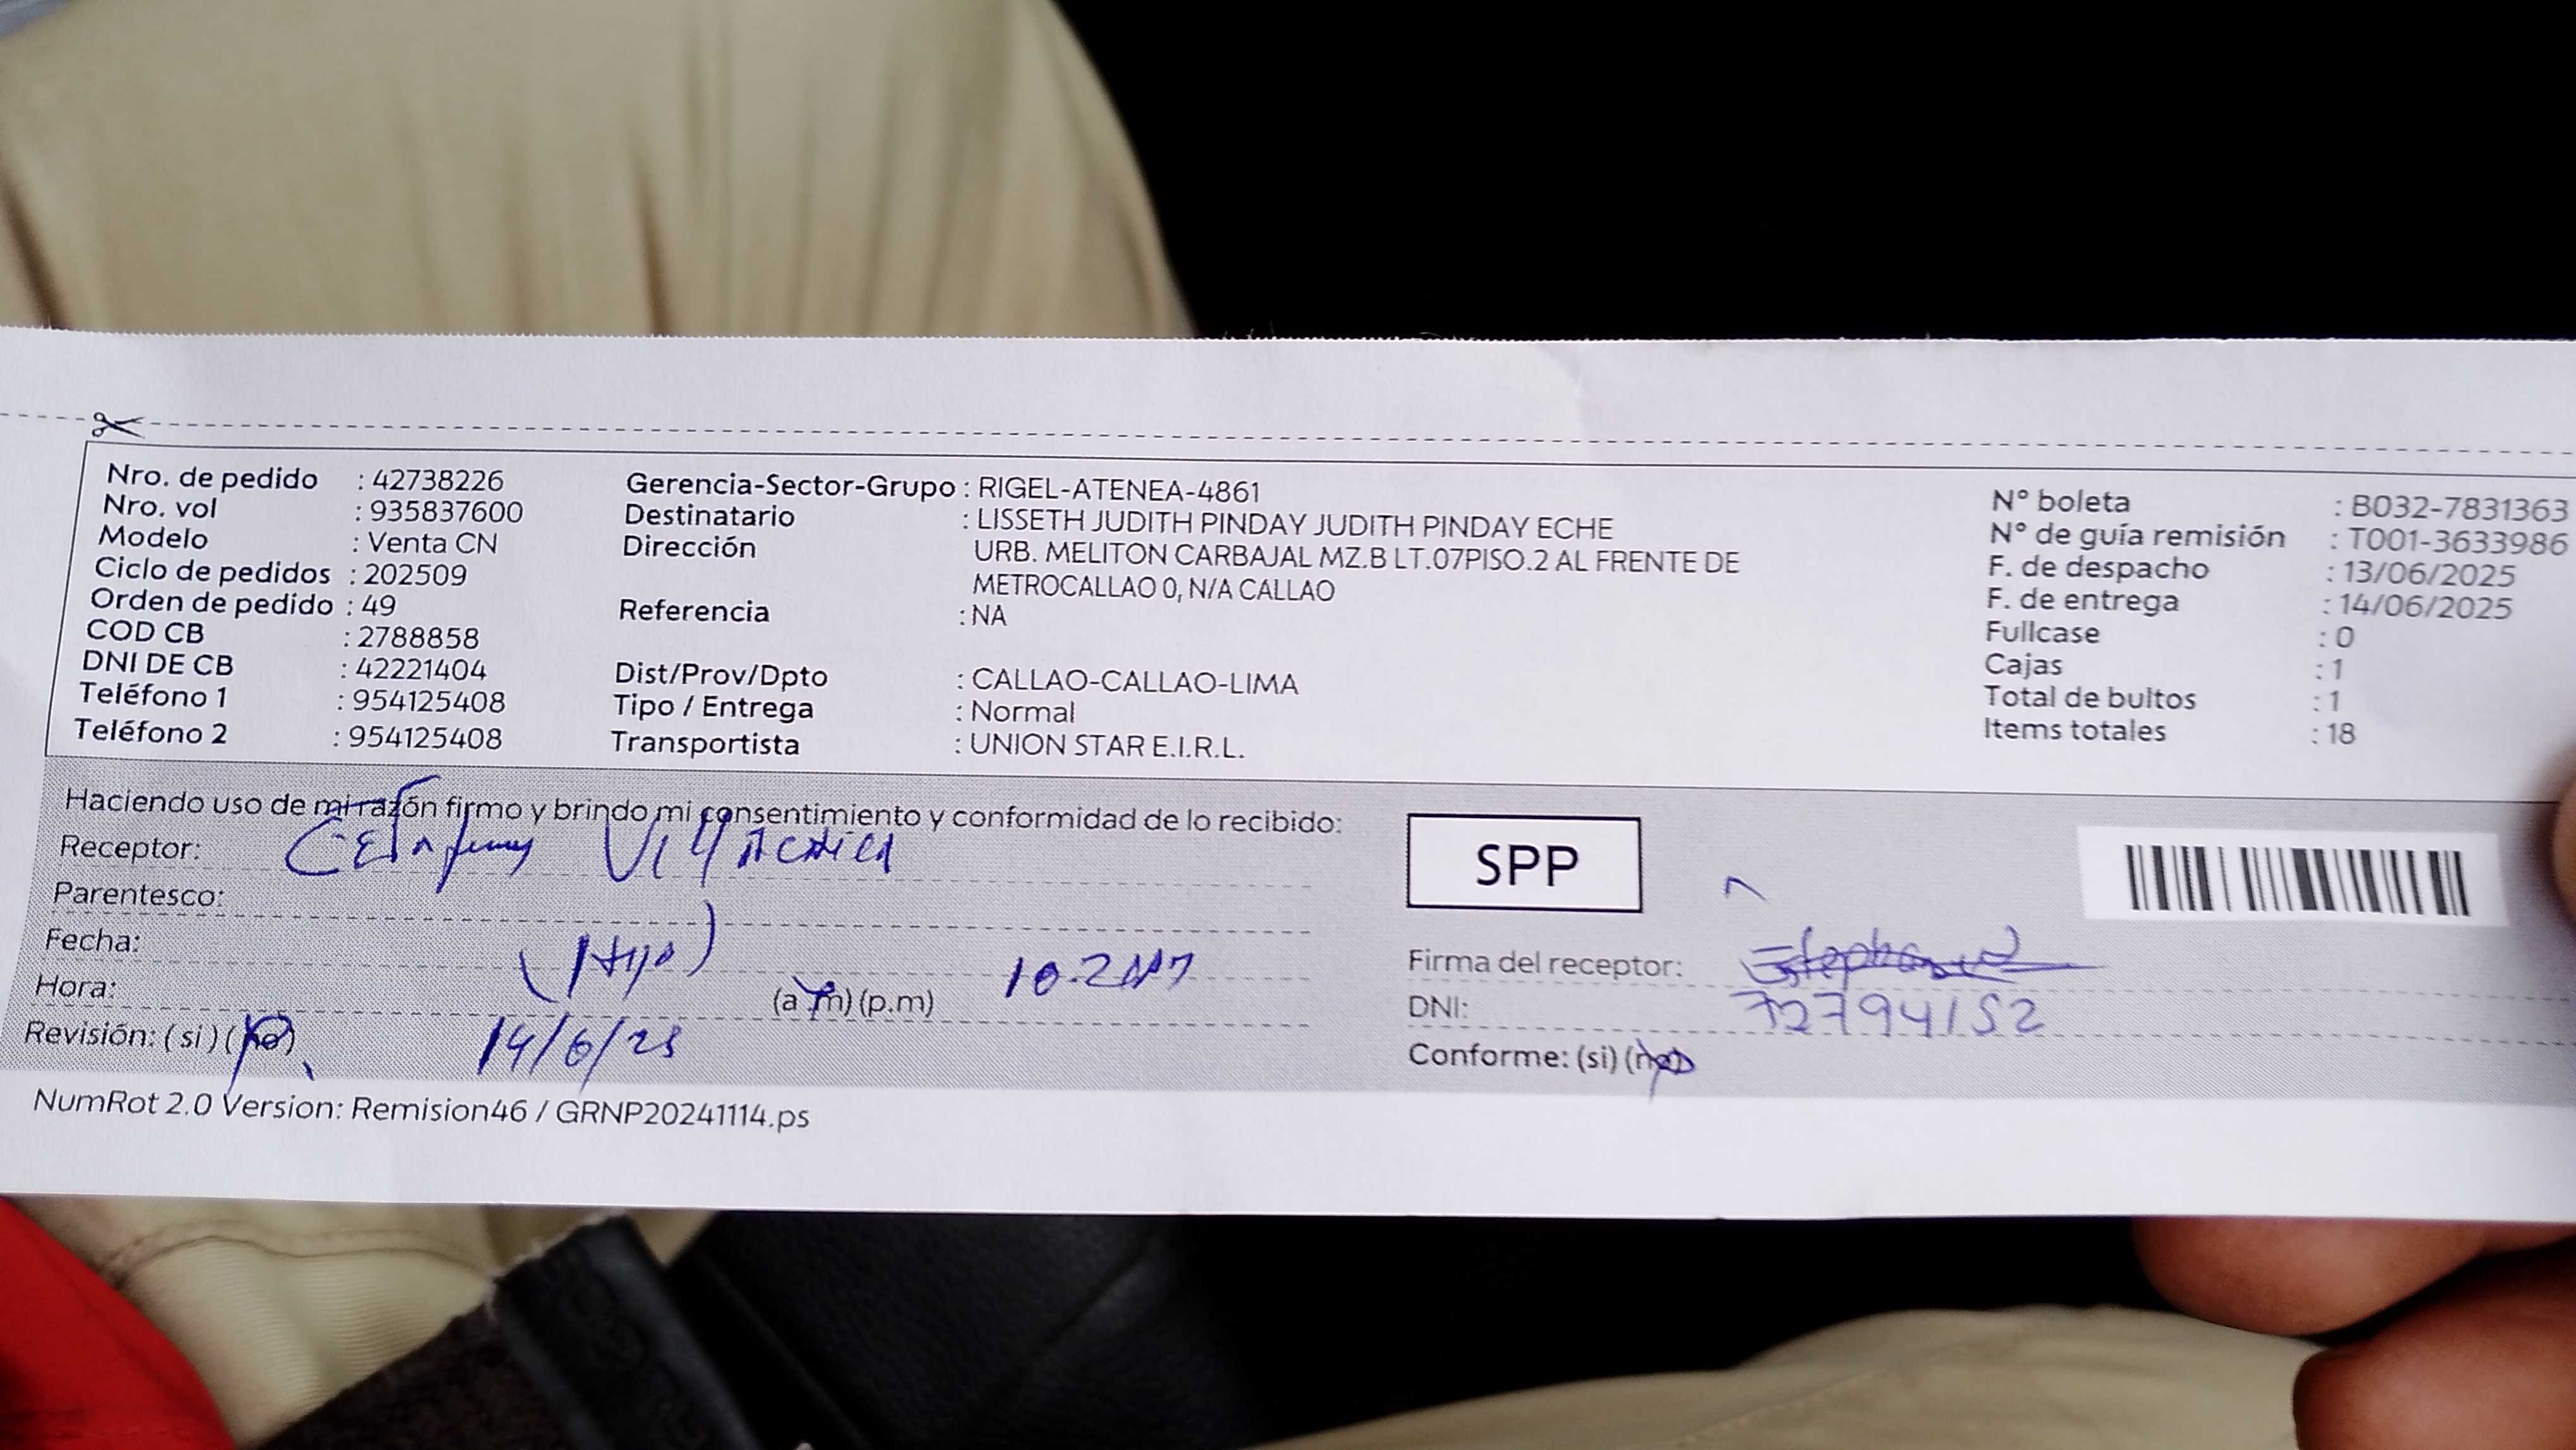 Nro. de pedido : 42738226
Nro. vol : 935837600
Modelo : Venta CN
Ciclo de pedidos : 202509
Orden de pedido : 49
COD CB : 2788858
DNI DE CB : 42221404
Teléfono 1 : 954125408
Teléfono 2 : 954125408
Gerencia-Sector-Grupo : RIGEL-ATENEA-4861
Destinatario : LISSETH JUDITH PINDAY JUDITH PINDAY ECHE
Dirección URB. MELITON CARBAJAL MZ.B LT.07PISO.2 AL FRENTE DE
METROCALLAO 0, N/A CALLAO
Referencia : NA
Dist/Prov/Dpto : CALLAO-CALLAO-LIMA
Tipo / Entrega : Normal
Transportista : UNION STAR E.I.R.L.
N° boleta : B032-7831363
N° de guía remisión : T001-3633986
F. de despacho : 13/06/2025
F. de entrega : 14/06/2025
Fullcase : 0
Cajas : 1
Total de bultos : 1
Items totales : 18
Haciendo uso de mi razón firmo y brindo mi consentimiento y conformidad de lo recibido:
Receptor:
Parentesco:
Fecha:
Hora: (a.m) (p.m)
Revisión: (si) (no) 14/6/25
SPP
Firma del receptor:
DNI: 72794152
Conforme: (si) (no)
NumRot 2.0 Version: Remision46 / GRNP20241114.ps